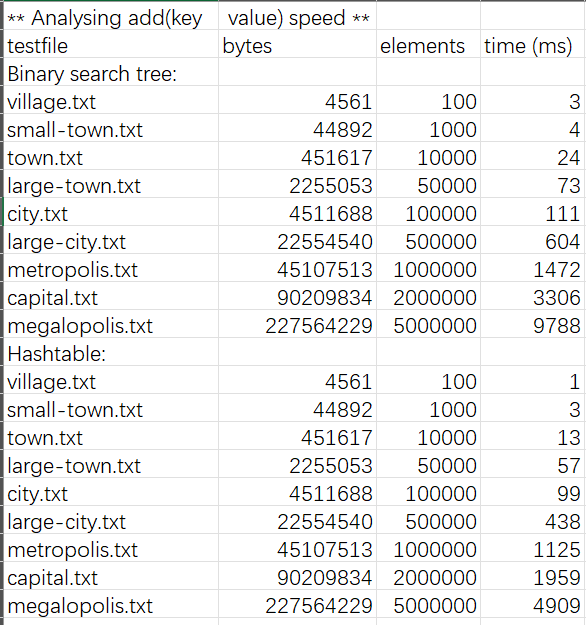 ** Analysing add(key value) speed **
testfile bytes elements time (ms)
Binary search tree:
village.txt 4561 100 3
small-town.txt 44892 1000 4
town.txt 451617 10000 24
large-town.txt 2255053 50000 73
city.txt 4511688 100000 111
large-city.txt 22554540 500000 604
metropolis.txt 45107513 1000000 1472
capital.txt 90209834 2000000 3306
megalopolis.txt 227564229 5000000 9788
Hashtable:
village.txt 4561 100 1
small-town.txt 44892 1000 3
town.txt 451617 10000 13
large-town.txt 2255053 50000 57
city.txt 4511688 100000 99
large-city.txt 22554540 500000 438
metropolis.txt 45107513 1000000 1125
capital.txt 90209834 2000000 1959
megalopolis.txt 227564229 5000000 4909